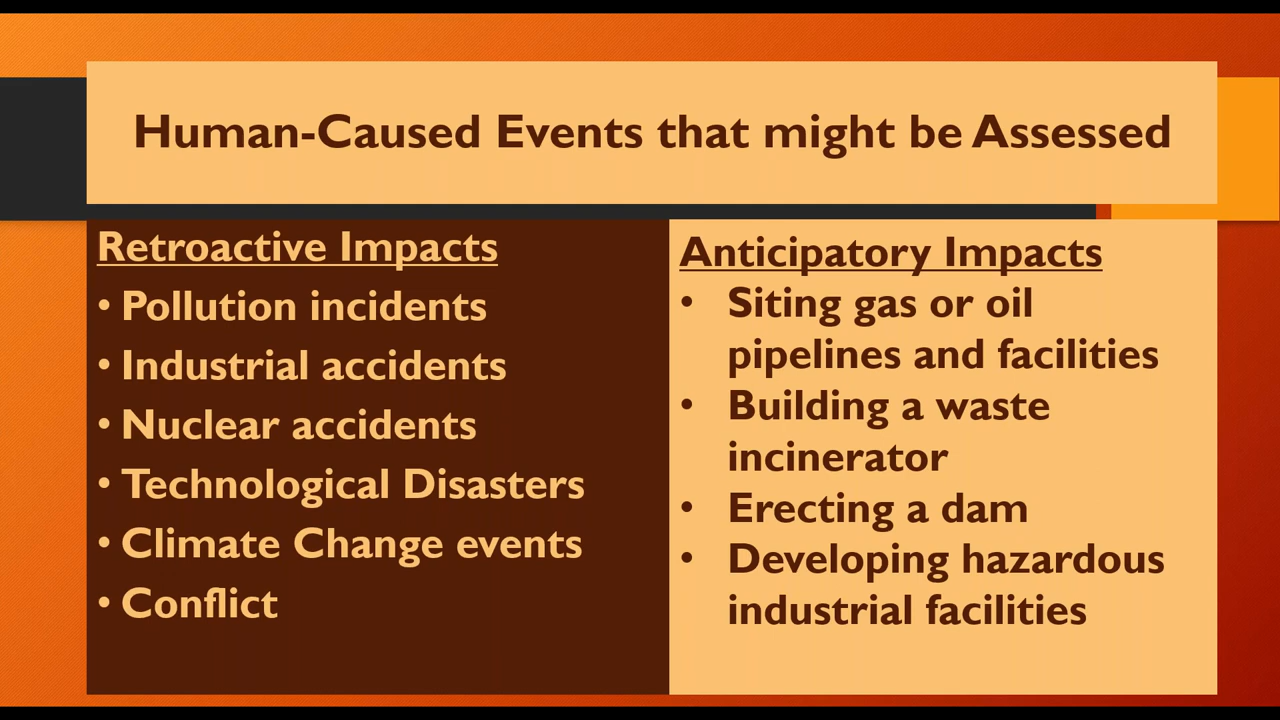 Human-Caused Events that might be Assessed
Retroactive Impacts
• Pollution incidents
• Industrial accidents
• Nuclear accidents
• Technological Disasters
• Climate Change events
• Conflict
Anticipatory Impacts
• Siting gas or oil
pipelines and facilities
• Building a waste
incinerator
• Erecting a dam
• Developing hazardous
industrial facilities